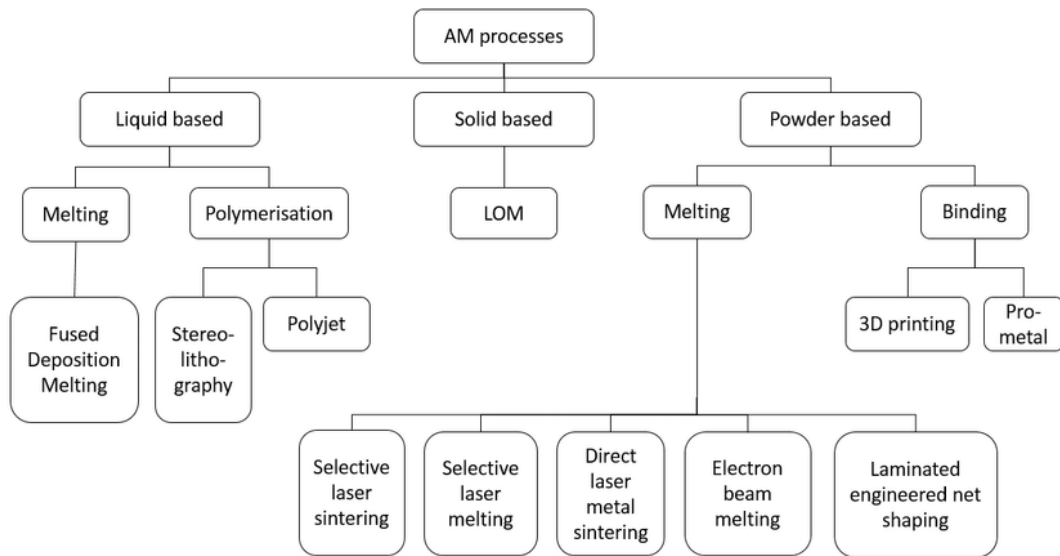 AM processes
Liquid based
Solid based
Powder based
Melting
Polymerisation
LOM
Melting
Binding
Fused
Deposition
Melting
Stereo-
litho-
graphy
Polyjet
3D printing
Pro-
metal
Selective
laser
sintering
Selective
laser
melting
Direct
laser
metal
sintering
Electron
beam
melting
Laminated
engineered net
shaping